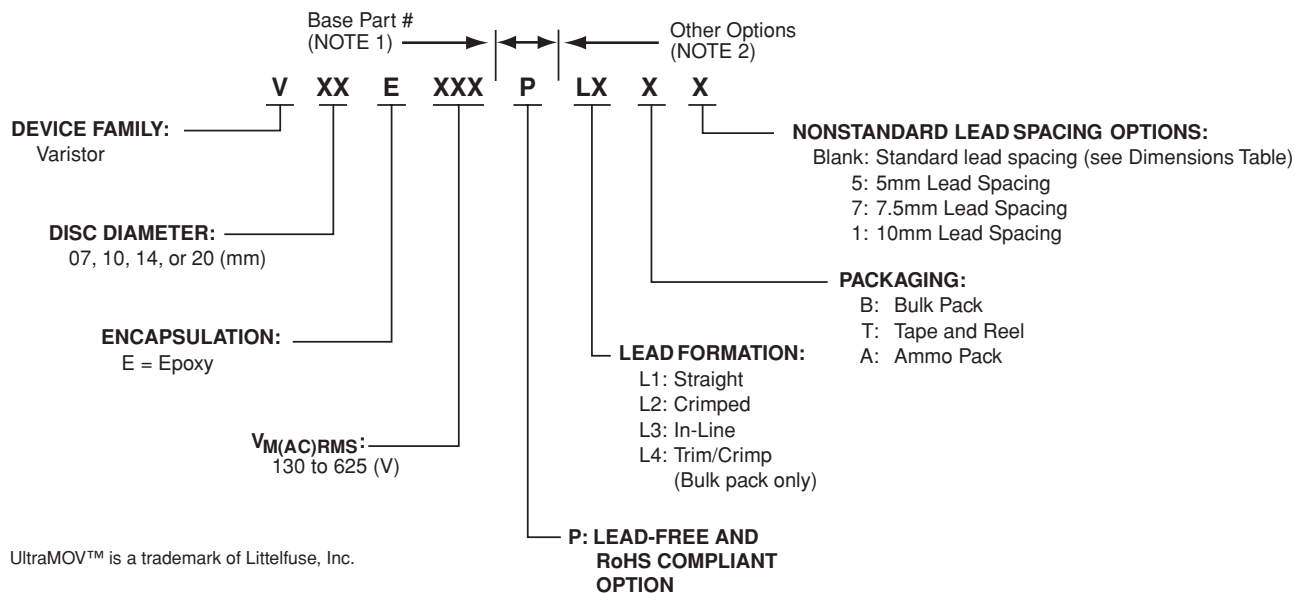 Base Part #
(NOTE 1)
Other Options
(NOTE 2)
V XX E XXX P LX X X
DEVICE FAMILY:
Varistor
DISC DIAMETER:
07, 10, 14, or 20 (mm)
ENCAPSULATION:
E = Epoxy
VM(AC)RMS:
130 to 625 (V)
P: LEAD-FREE AND
RoHS COMPLIANT
OPTION
LEAD FORMATION:
L1: Straight
L2: Crimped
L3: In-Line
L4: Trim/Crimp
(Bulk pack only)
PACKAGING:
B: Bulk Pack
T: Tape and Reel
A: Ammo Pack
NONSTANDARD LEAD SPACING OPTIONS:
Blank: Standard lead spacing (see Dimensions Table)
5: 5mm Lead Spacing
7: 7.5mm Lead Spacing
1: 10mm Lead Spacing
UltraMOV™ is a trademark of Littelfuse, Inc.